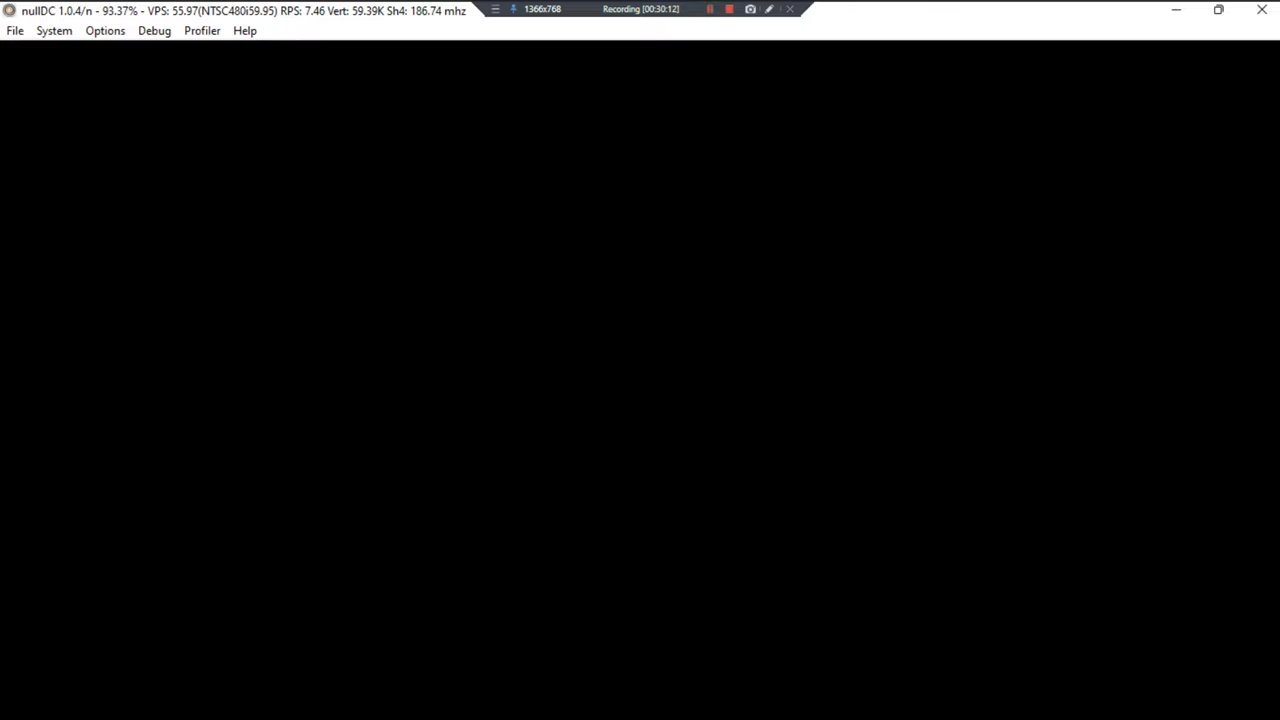 nullDC 1.0.4/n - 93.37% - VPS: 55.97(NTSC480i59.95) RPS: 7.46 Vert: 59.39K Sh4: 186.74 mhz
1366x768 Recording [00:30:12]
File System Options Debug Profiler Help